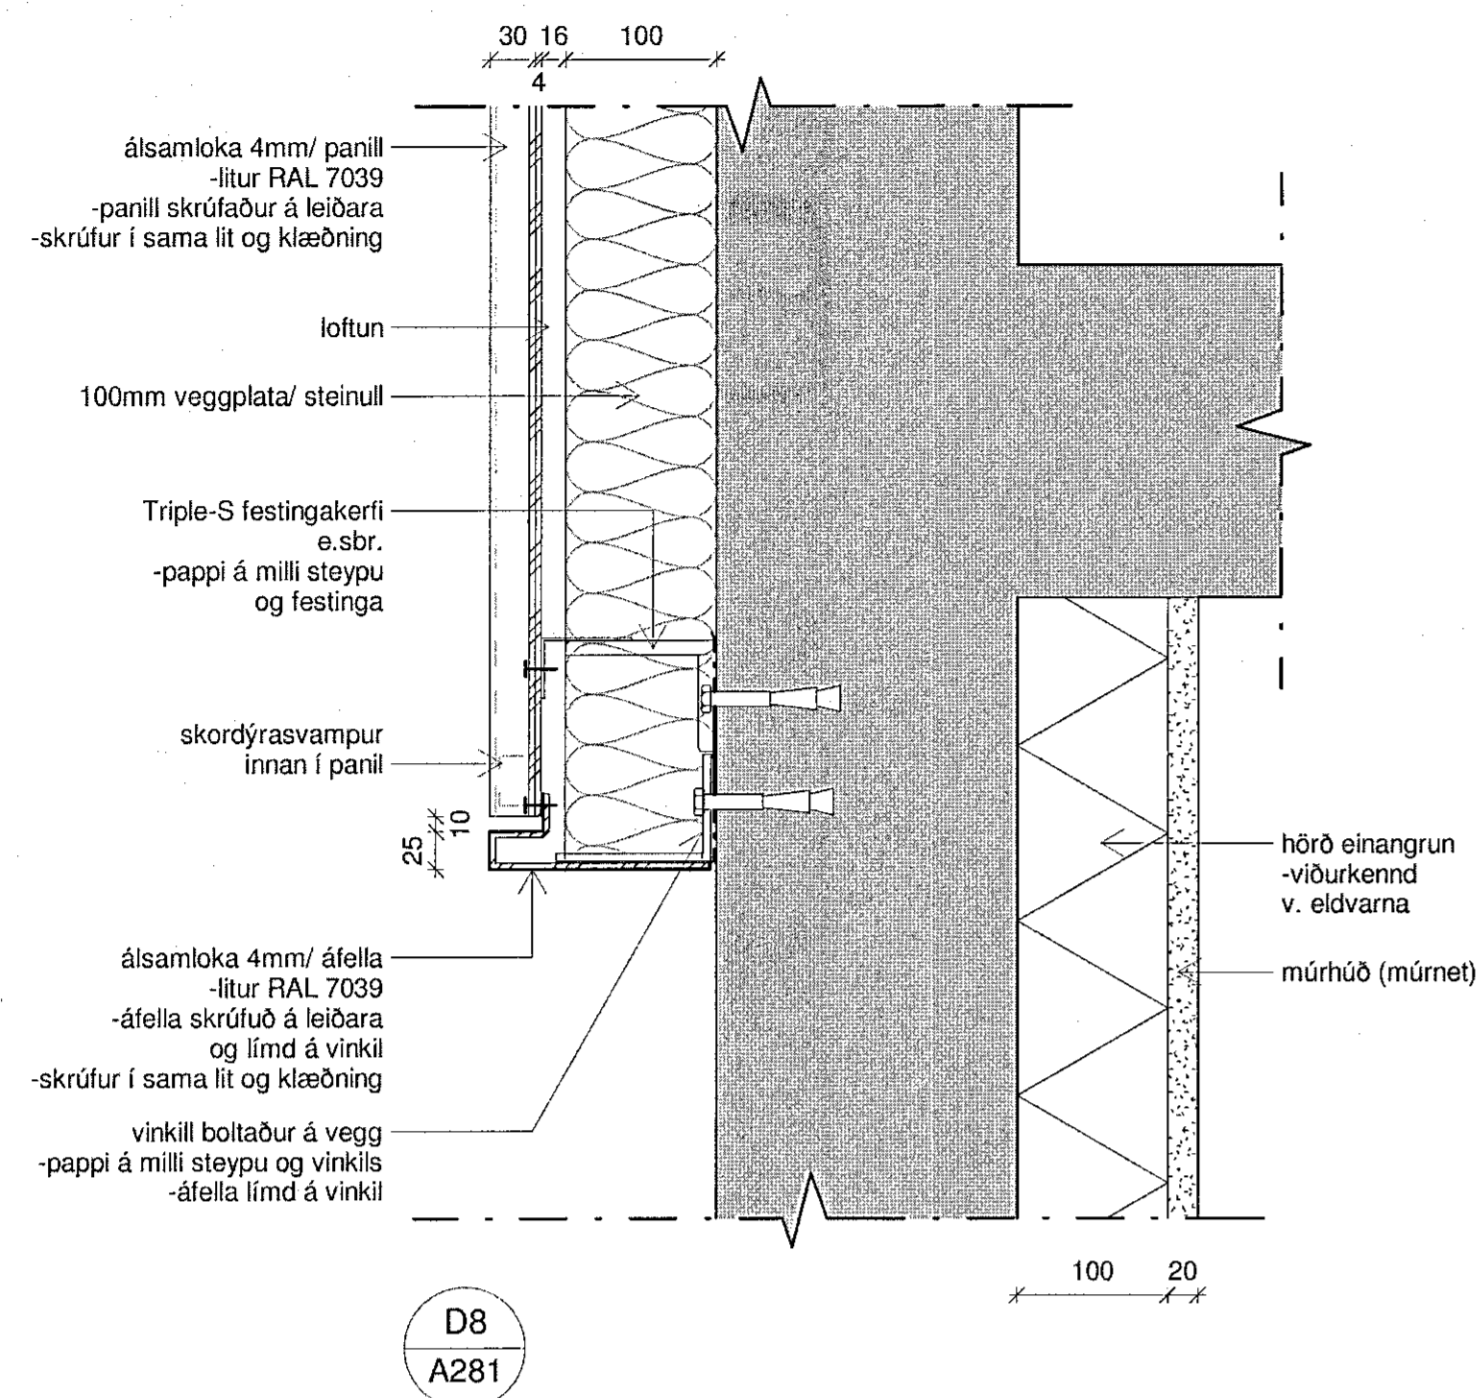 30 16 100
4
álsamloka 4mm/ panill
-litur RAL 7039
-panill skrúfaður á leiðara
-skrúfur í sama lit og klæðning
loftun
100mm veggplata/ steinull
Triple-S festingakerfi
e.sbr.
-pappi á milli steypu
og festinga
skordýrasvampur
innan í panil
10
25
álsamloka 4mm/ áfella
-litur RAL 7039
-áfella skrúfuð á leiðara
og límd á vinkil
-skrúfur í sama lit og klæðning
vinkill boltaður á vegg
-pappi á milli steypu og vinkils
-áfella límd á vinkil
hörð einangrun
-viðurkennd
v. eldvarna
múrhúð (múrnet)
100 20
D8
A281